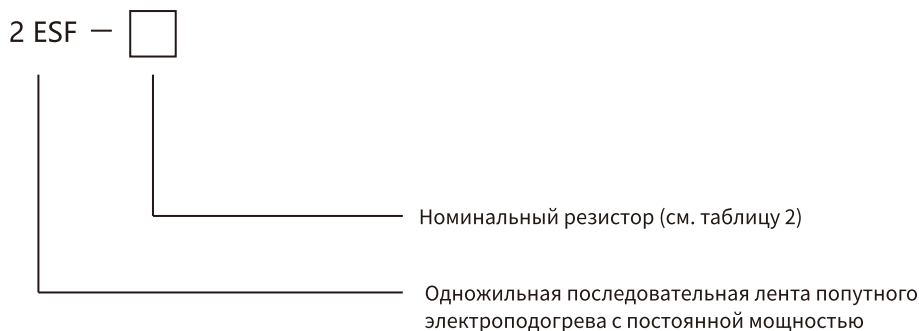 2 ESF —
Номинальный резистор (см. таблицу 2)
Одножильная последовательная лента попутного
электроподогрева с постоянной мощностью